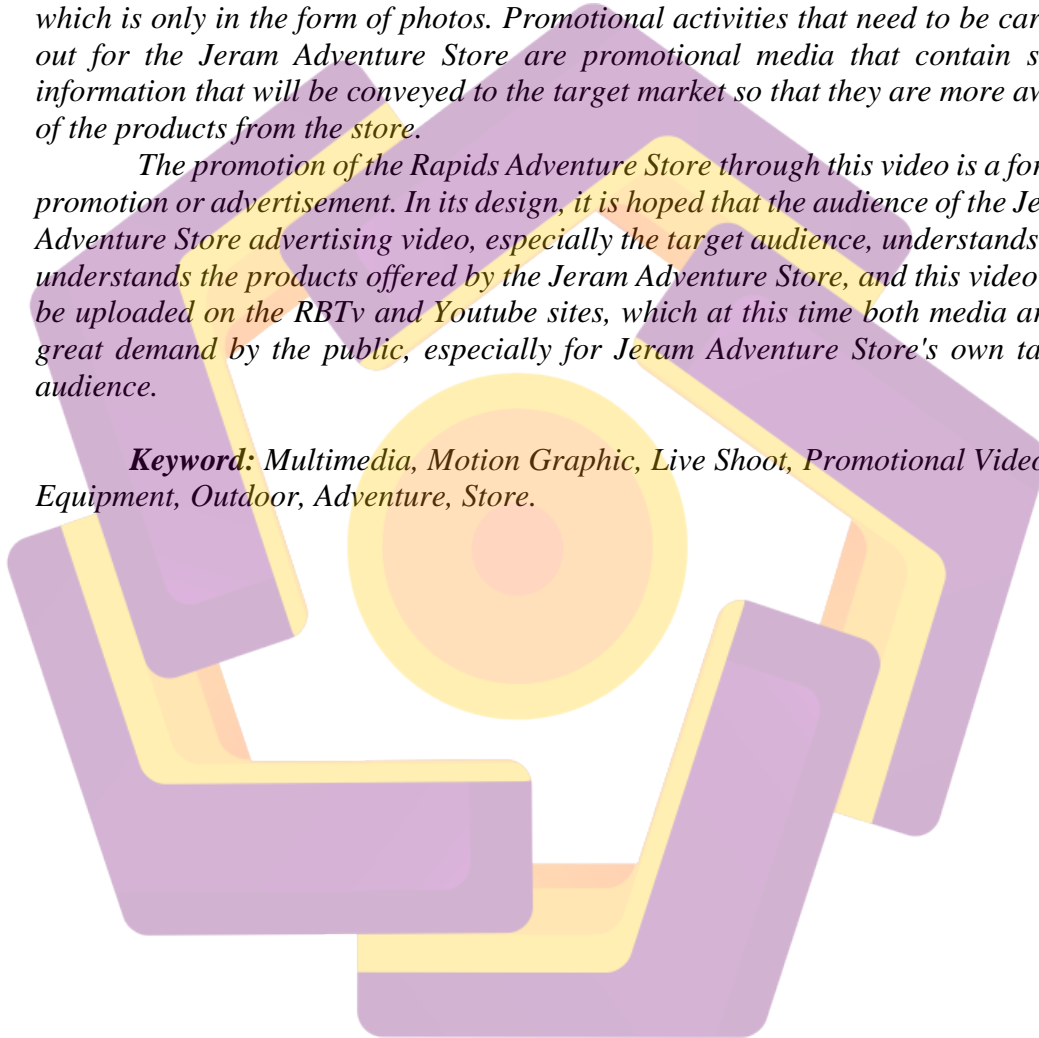 which is only in the form of photos. Promotional activities that need to be car
out for the Jeram Adventure Store are promotional media that contain s
information that will be conveyed to the target market so that they are more aw
of the products from the store.
The promotion of the Rapids Adventure Store through this video is a for
promotion or advertisement. In its design, it is hoped that the audience of the Je
Adventure Store advertising video, especially the target audience, understands
understands the products offered by the Jeram Adventure Store, and this video
be uploaded on the RBTv and Youtube sites, which at this time both media ar
great demand by the public, especially for Jeram Adventure Store's own ta
audience.
Keyword: Multimedia, Motion Graphic, Live Shoot, Promotional Video
Equipment, Outdoor, Adventure, Store.